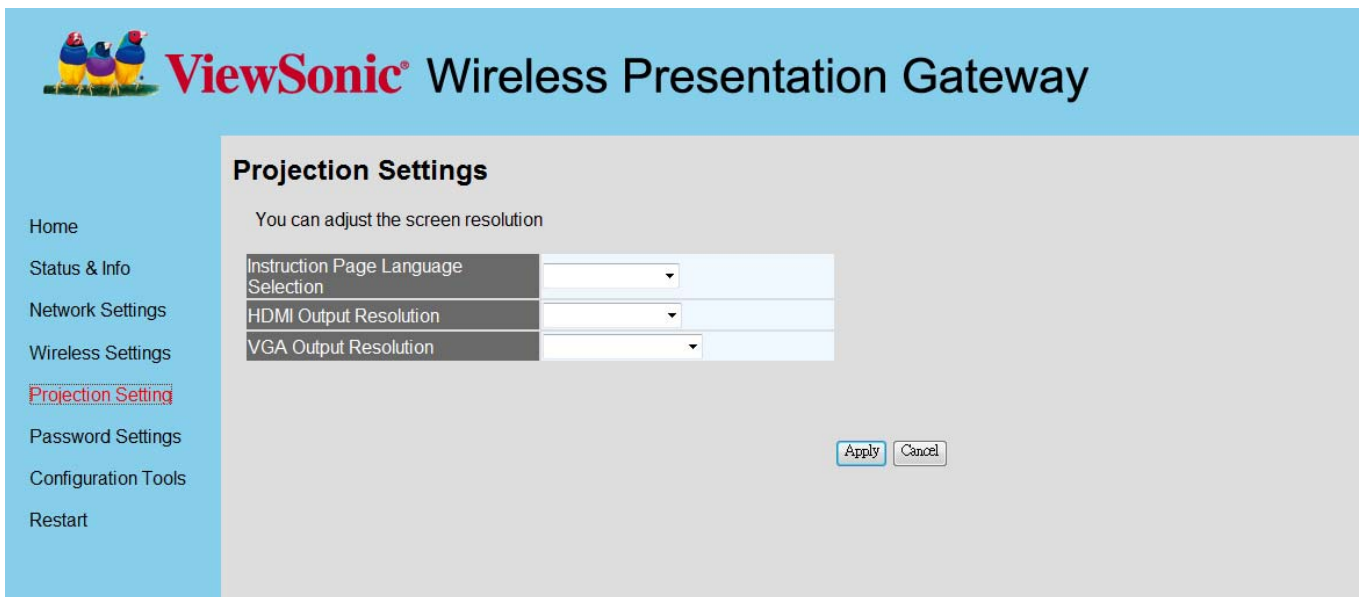 ViewSonic® Wireless Presentation Gateway
Projection Settings
You can adjust the screen resolution
Home
Status & Info
Network Settings
Wireless Settings
Projection Setting
Password Settings
Configuration Tools
Restart
Instruction Page Language
Selection
HDMI Output Resolution
VGA Output Resolution
Apply Cancel